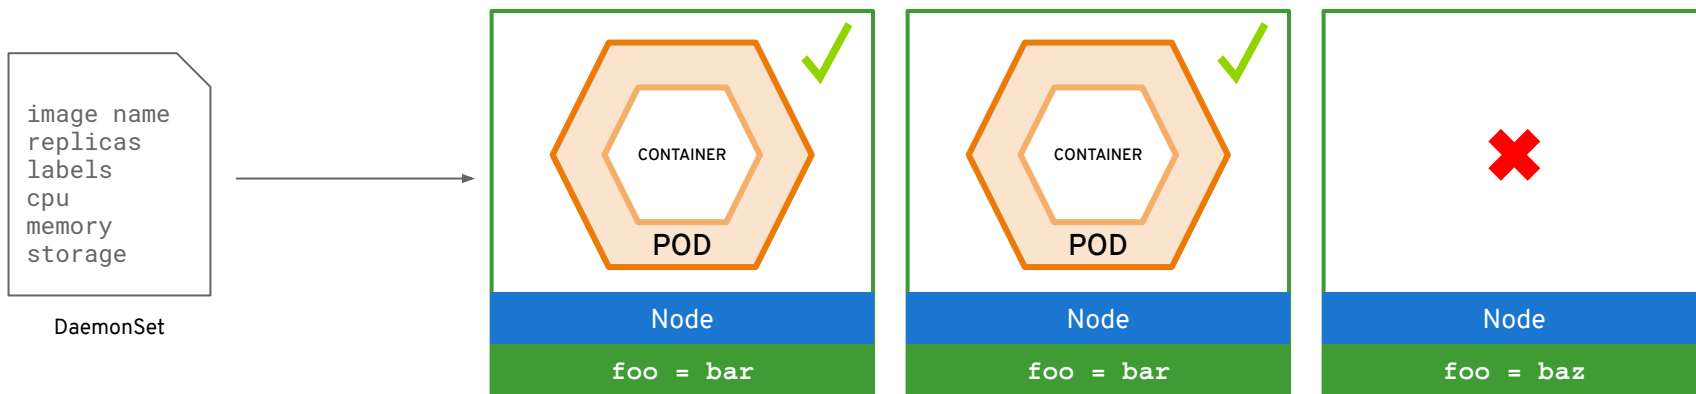 image name
replicas
labels
cpu
memory
storage
DaemonSet
CONTAINER
POD
Node
foo = bar
CONTAINER
POD
Node
foo = bar
Node
foo = baz